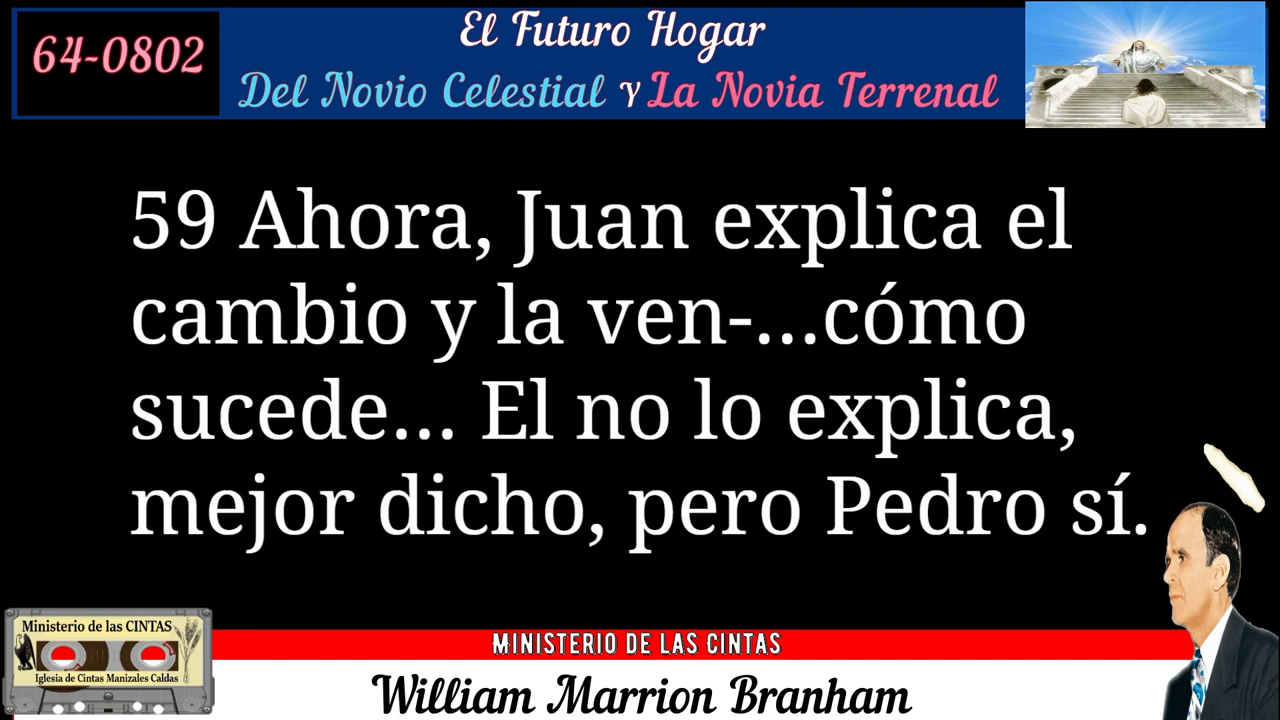 64-0802
El Futuro Hogar
Del Novio Celestial Y La Novia Terrenal
59 Ahora, Juan explica el
cambio y la ven-...cómo
sucede... El no lo explica,
mejor dicho, pero Pedro sí.
Ministerio de las CINTAS
Iglesia de Cintas Manizales Caldas
MINISTERIO DE LAS CINTAS
William Marrion Branham